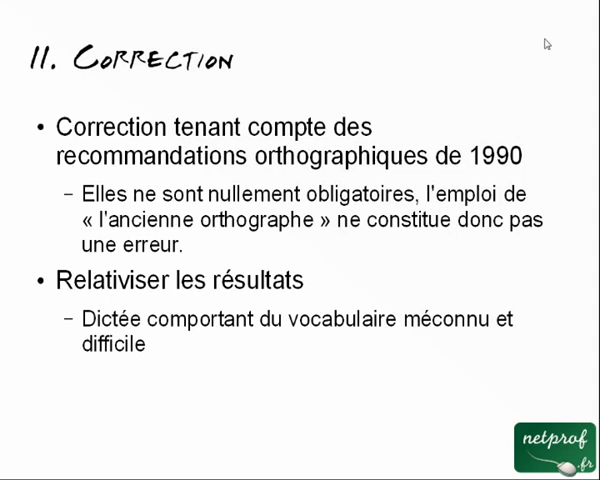 II. Correction
• Correction tenant compte des
recommandations orthographiques de 1990
– Elles ne sont nullement obligatoires, l'emploi de
« l'ancienne orthographe » ne constitue donc pas
une erreur.
• Relativiser les résultats
– Dictée comportant du vocabulaire méconnu et
difficile
netprof
.fr